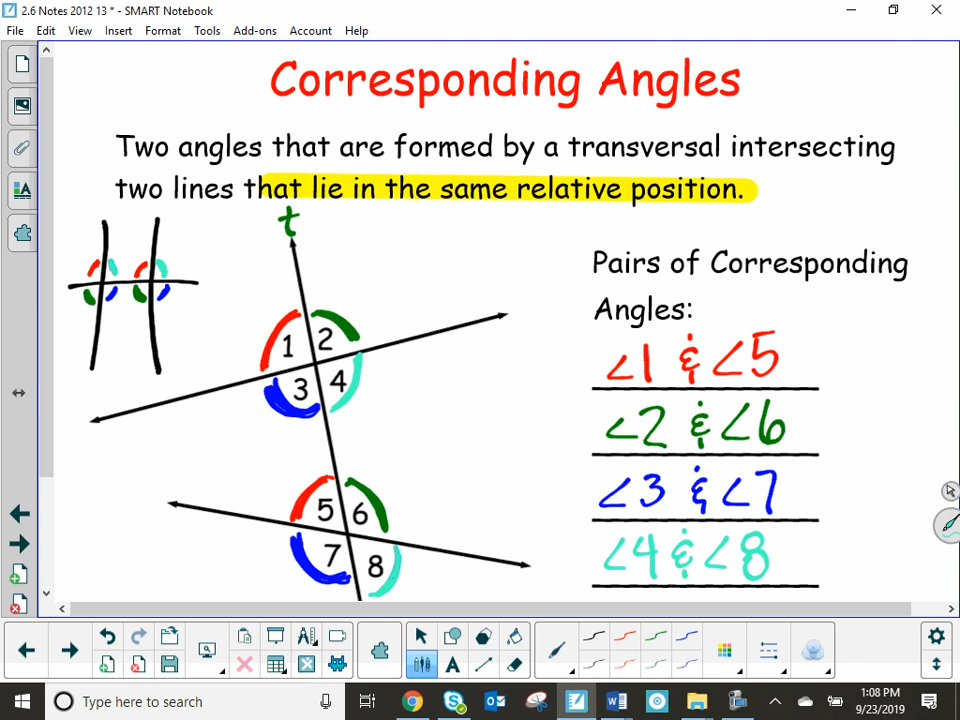 2.6 Notes 2012 13 * - SMART Notebook
File Edit View Insert Format Tools Add-ons Account Help
Corresponding Angles
Two angles that are formed by a transversal intersecting
two lines that lie in the same relative position.
t
Pairs of Corresponding
Angles:
1 2
3 4
5 6
7 8
∠1 & ∠5
∠2 & ∠6
∠3 & ∠7
∠4 & ∠8
Type here to search
1:08 PM
9/23/2019